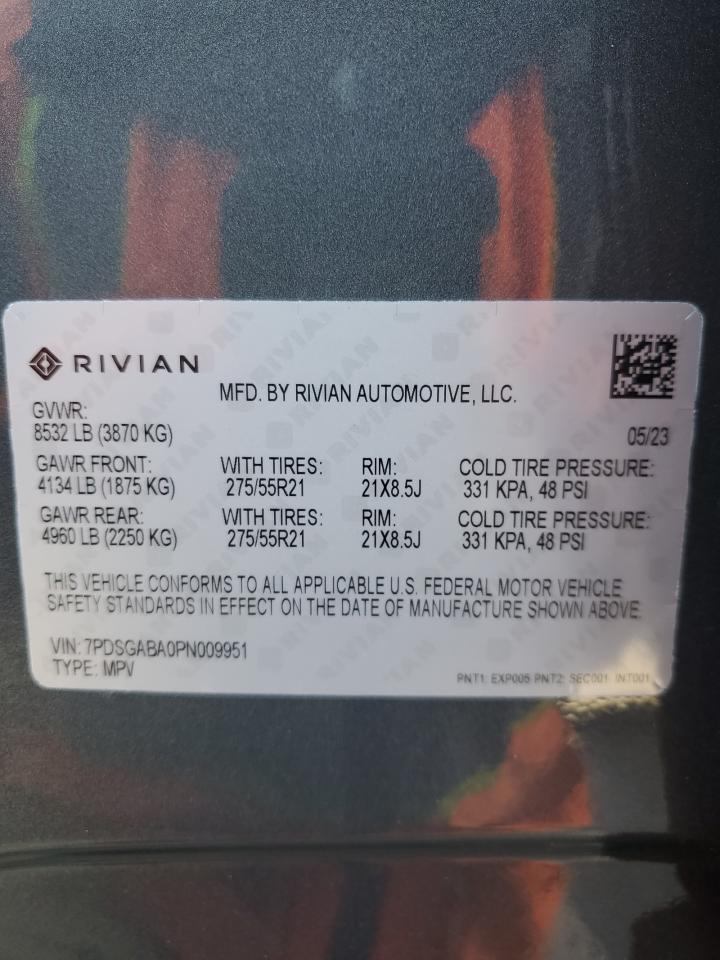 RIVIAN
MFD. BY RIVIAN AUTOMOTIVE, LLC.
GVWR:
8532 LB (3870 KG)
05/23
GAWR FRONT: WITH TIRES: RIM: COLD TIRE PRESSURE:
4134 LB (1875 KG) 275/55R21 21X8.5J 331 KPA, 48 PSI
GAWR REAR: WITH TIRES: RIM: COLD TIRE PRESSURE:
4960 LB (2250 KG) 275/55R21 21X8.5J 331 KPA, 48 PSI
THIS VEHICLE CONFORMS TO ALL APPLICABLE U.S. FEDERAL MOTOR VEHICLE
SAFETY STANDARDS IN EFFECT ON THE DATE OF MANUFACTURE SHOWN ABOVE.
VIN: 7PDSGABA0PN009951
TYPE: MPV
PNT1: EXP005 PNT2: SEC001 INT001